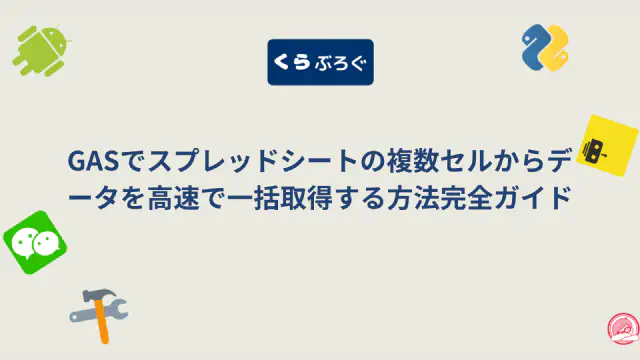 くらぶろぐ
GASでスプレッドシートの複数セルからデ
ータを高速で一括取得する方法完全ガイド